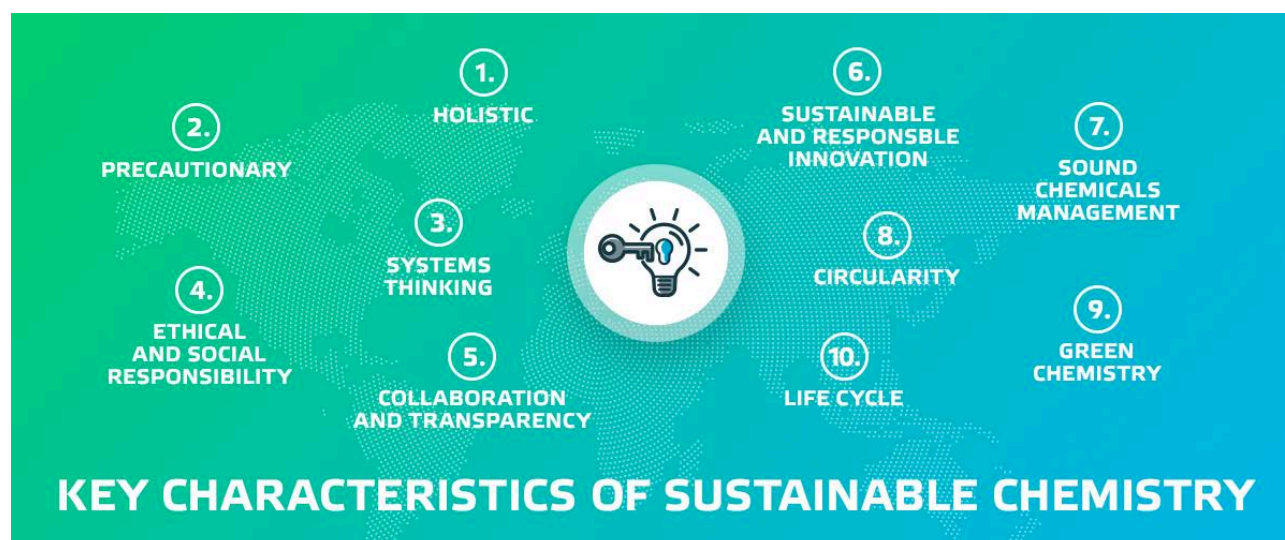 1.
HOLISTIC
2.
PRECAUTIONARY
3.
SYSTEMS
THINKING
4.
ETHICAL
AND SOCIAL
RESPONSIBILITY
5.
COLLABORATION
AND TRANSPARENCY
6.
SUSTAINABLE
AND RESPONSBLE
INNOVATION
7.
SOUND
CHEMICALS
MANAGEMENT
8.
CIRCULARITY
9.
GREEN
CHEMISTRY
10.
LIFE CYCLE
KEY CHARACTERISTICS OF SUSTAINABLE CHEMISTRY